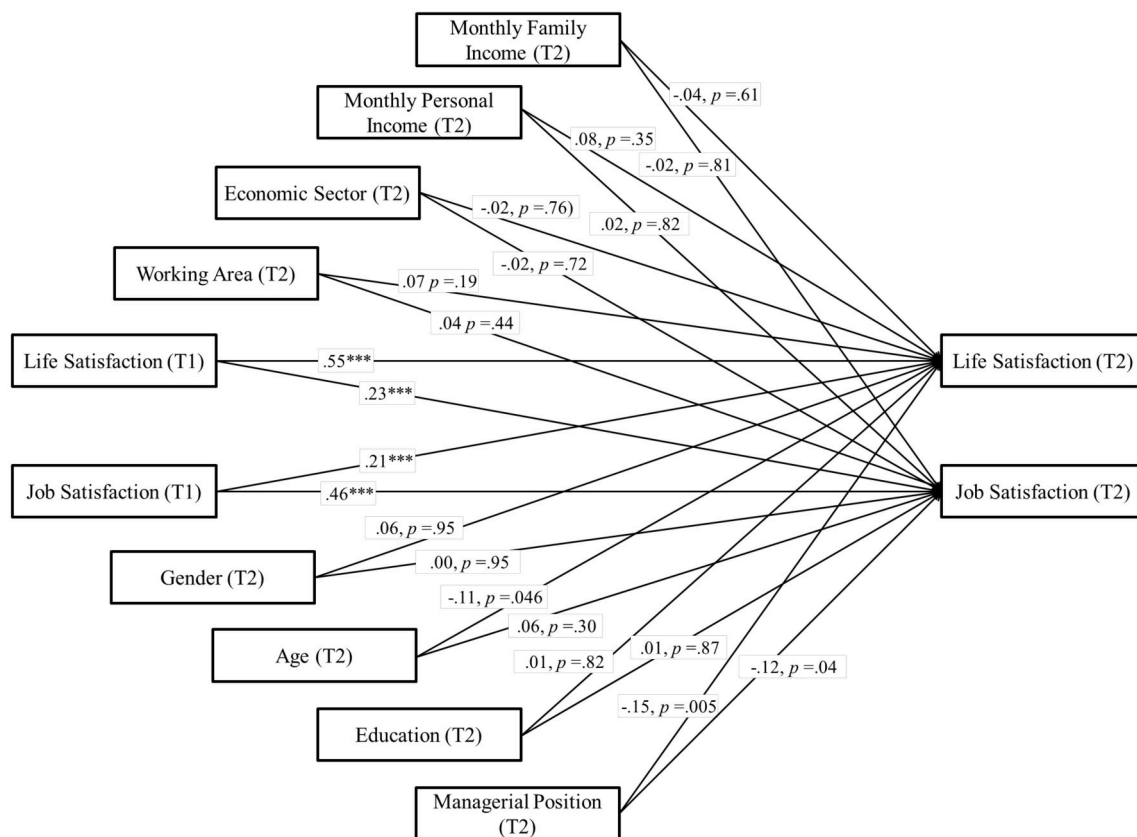 Monthly Family
Income (T2)
-.04, p =.61
Monthly Personal
Income (T2)
.08, p =.35
-.02, p =.81
Economic Sector (T2)
-.02, p =.76)
.02, p =.82
-.02, p =.72
Working Area (T2)
.07 p =.19
.04 p =.44
Life Satisfaction (T1)
.55***
Life Satisfaction (T2)
.23***
.21***
Job Satisfaction (T1)
.46***
Job Satisfaction (T2)
.06, p =.95
.00, p =.95
Gender (T2)
-.11, p =.046
.06, p =.30
Age (T2)
.01, p =.82
.01, p =.87
-.12, p =.04
-.15, p =.005
Education (T2)
Managerial Position
(T2)